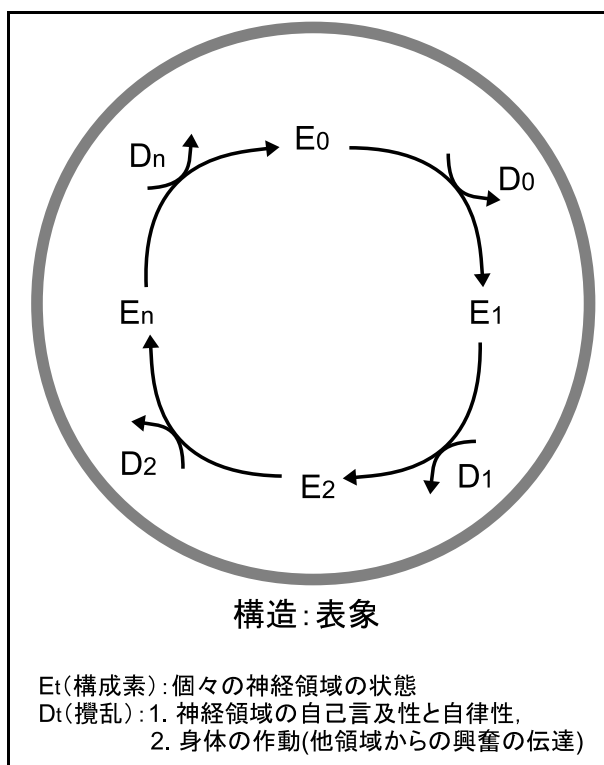 E0
Dn
D0
En
E1
D2
E2
D1
構造:表象
Et(構成素):個々の神経領域の状態
Dt(攪乱):1. 神経領域の自己言及性と自律性,
2. 身体の作動(他領域からの興奮の伝達)